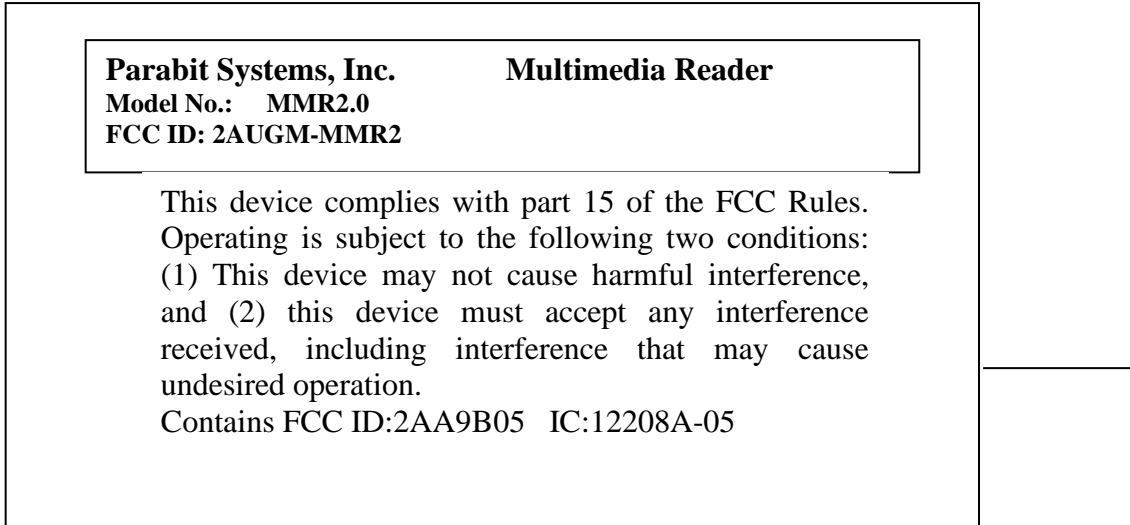 Parabit Systems, Inc. Multimedia Reader
Model No.: MMR2.0
FCC ID: 2AUGM-MMR2
This device complies with part 15 of the FCC Rules.
Operating is subject to the following two conditions:
(1) This device may not cause harmful interference,
and (2) this device must accept any interference
received, including interference that may cause
undesired operation.
Contains FCC ID:2AA9B05 IC:12208A-05